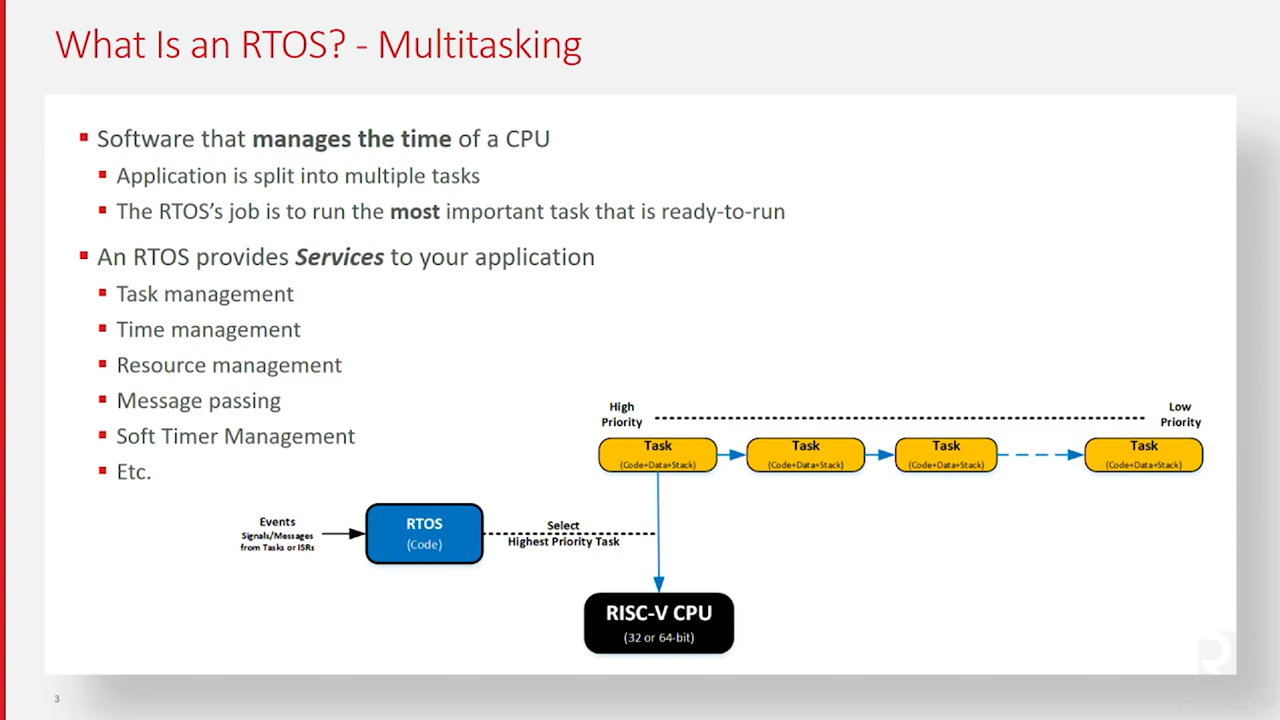 What Is an RTOS? - Multitasking
Software that manages the time of a CPU
Application is split into multiple tasks
The RTOS's job is to run the most important task that is ready-to-run
An RTOS provides Services to your application
Task management
Time management
Resource management
Message passing
Soft Timer Management
Etc.
High
Priority
Low
Priority
Task
(Code+Data+Stack)
Task
(Code+Data+Stack)
Task
(Code+Data+Stack)
Task
(Code+Data+Stack)
Events
Signals/Messages
from Tasks or ISRs
RTOS
(Code)
Select
Highest Priority Task
RISC-V CPU
(32 or 64-bit)
RISC-V
3